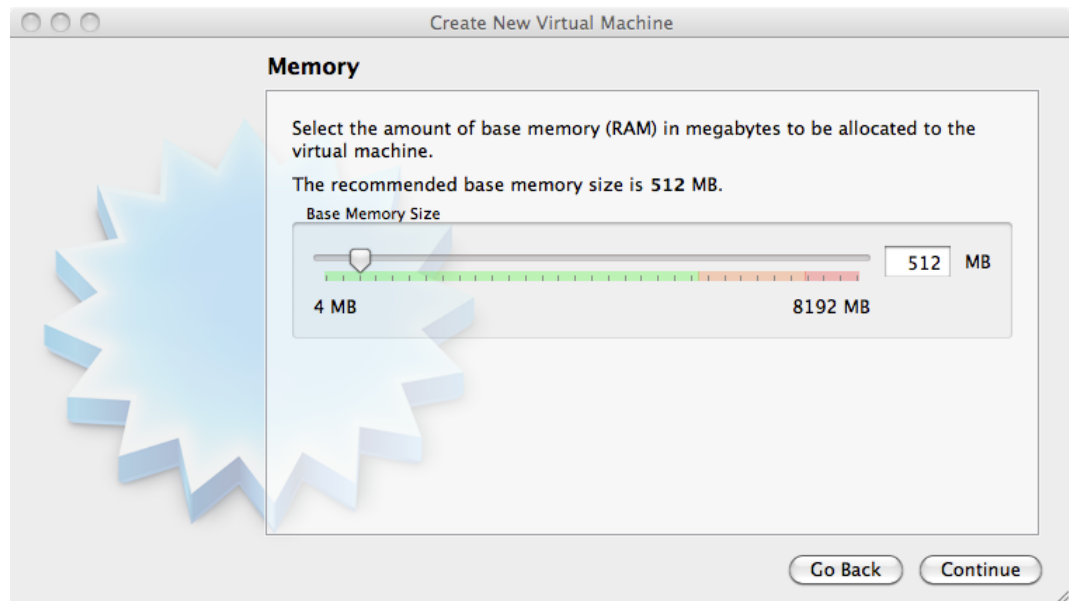 Create New Virtual Machine
Memory
Select the amount of base memory (RAM) in megabytes to be allocated to the
virtual machine.
The recommended base memory size is 512 MB.
Base Memory Size
512 MB
4 MB 8192 MB
Go Back Continue